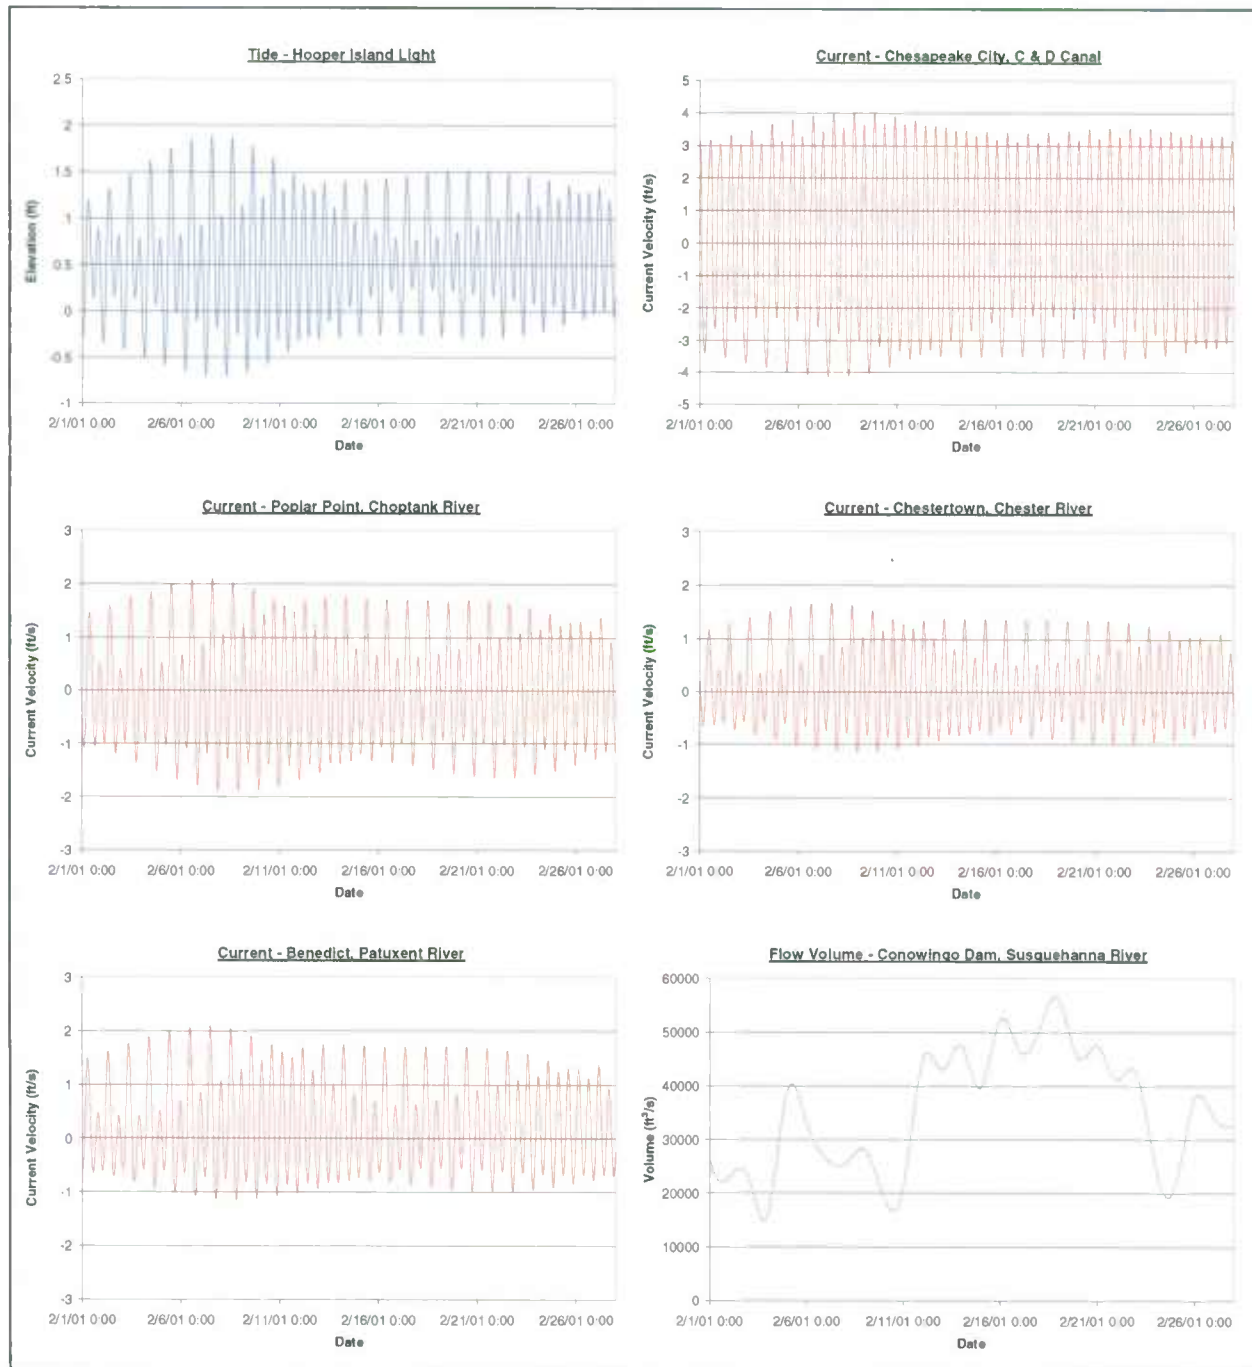 Tide - Hooper Island Light
Elevation (ft)
2.5
2
1.5
1
0.5
0
-0.5
-1
2/1/01 0:00 2/6/01 0:00 2/11/01 0:00 2/16/01 0:00 2/21/01 0:00 2/26/01 0:00
Date
Current - Chesapeake City, C & D Canal
Current Velocity (ft/s)
5
4
3
2
1
0
-1
-2
-3
-4
-5
2/1/01 0:00 2/6/01 0:00 2/11/01 0:00 2/16/01 0:00 2/21/01 0:00 2/26/01 0:00
Date
Current - Poplar Point, Choptank River
Current Velocity (ft/s)
3
2
1
0
-1
-2
-3
2/1/01 0:00 2/6/01 0:00 2/11/01 0:00 2/16/01 0:00 2/21/01 0:00 2/26/01 0:00
Date
Current - Chestertown, Chester River
Current Velocity (ft/s)
3
2
1
0
-1
-2
-3
2/1/01 0:00 2/6/01 0:00 2/11/01 0:00 2/16/01 0:00 2/21/01 0:00 2/26/01 0:00
Date
Current - Benedict, Patuxent River
Current Velocity (ft/s)
3
2
1
0
-1
-2
-3
2/1/01 0:00 2/6/01 0:00 2/11/01 0:00 2/16/01 0:00 2/21/01 0:00 2/26/01 0:00
Date
Flow Volume - Conowingo Dam, Susquehanna River
Volume (ft³/s)
60000
50000
40000
30000
20000
10000
0
2/1/01 0:00 2/6/01 0:00 2/11/01 0:00 2/16/01 0:00 2/21/01 0:00 2/26/01 0:00
Date